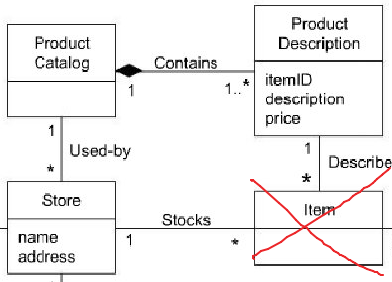 Product
Catalog
Contains
1
1..*
Product
Description
itemID
description
price
1
Used-by
*
1
Describe
*
Store
name
address
Stocks
1
*
Item